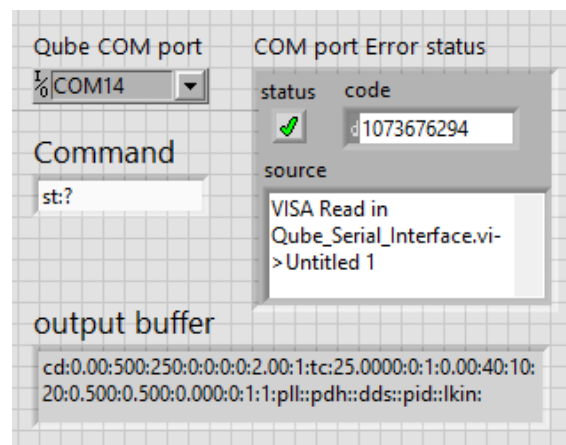 Qube COM port
COM14
Command
st:?
COM port Error status
status code
d 1073676294
source
VISA Read in
Qube_Serial_Interface.vi-
>Untitled 1
output buffer
cd:0.00:500:250:0:0:0:0:2.00:1:tc:25.0000:0:1:0.00:40:10:
20:0.500:0.500:0.000:0:1:1:pll::pdh::dds::pid::lkin: